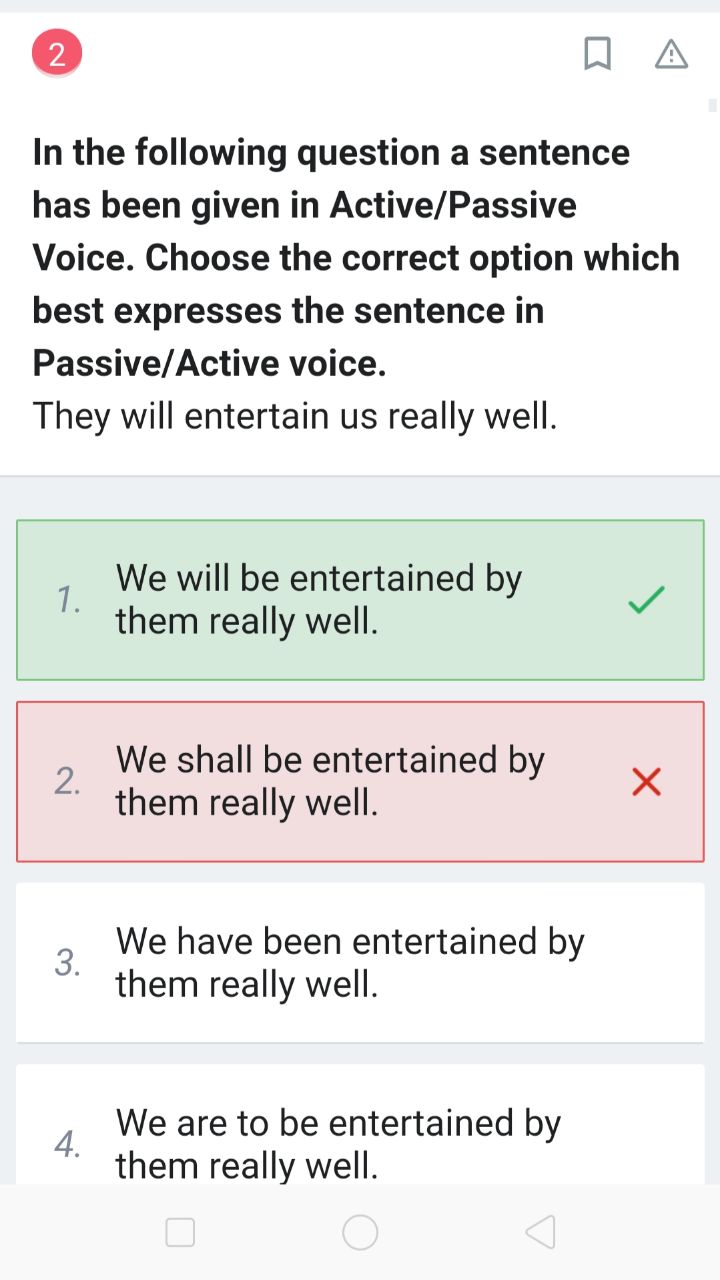 2
In the following question a sentence
has been given in Active/Passive
Voice. Choose the correct option which
best expresses the sentence in
Passive/Active voice.
They will entertain us really well.
1. We will be entertained by
them really well.
2. We shall be entertained by
them really well.
3. We have been entertained by
them really well.
4. We are to be entertained by
them really well.